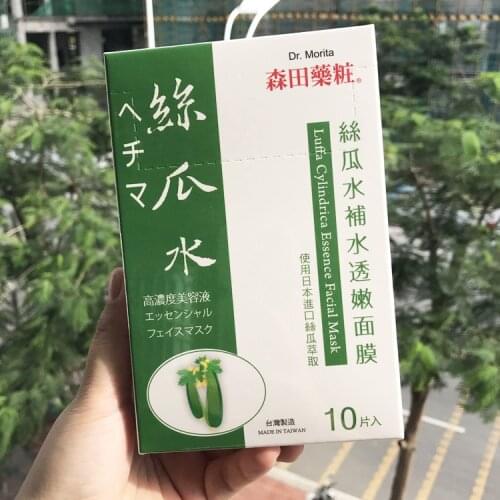 Dr. Morita
森田藥粧®
絲瓜水
ヘチマ
高濃度美容液
エッセンシャル
フェイスマスク
絲瓜水補水透嫩面膜
Luffa Cylindrica Essence Facial Mask
使用日本進口絲瓜萃取
台灣製造
MADE IN TAIWAN
10片入